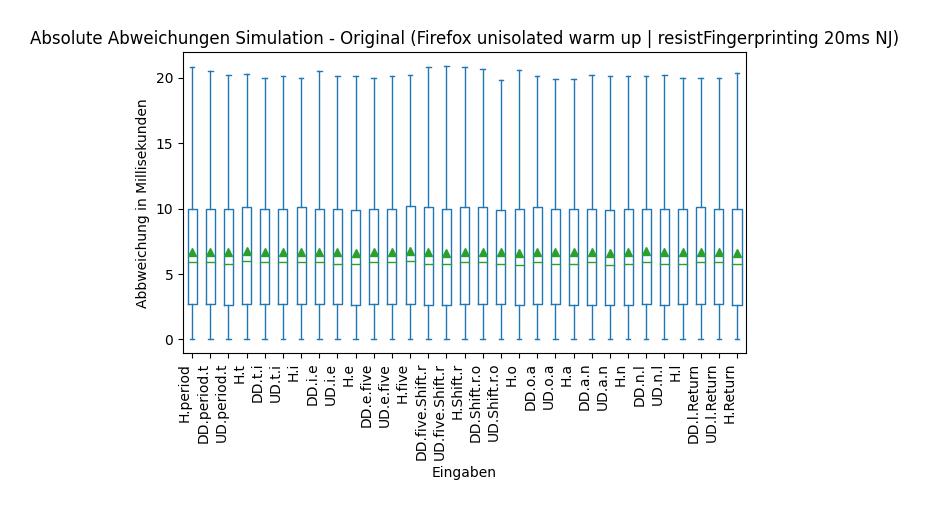 Absolute Abweichungen Simulation - Original (Firefox unisolated warm up | resistFingerprinting 20ms NJ)
Abbweichung in Millisekunden
20
15
10
5
0
H.period
DD.period.t
UD.period.t
H.t
DD.t.i
UD.t.i
H.i
DD.i.e
UD.i.e
H.e
DD.e.five
UD.e.five
H.five
DD.five.Shift.r
UD.five.Shift.r
H.Shift.r
DD.Shift.r.o
UD.Shift.r.o
H.o
DD.o.a
UD.o.a
H.a
DD.a.n
UD.a.n
H.n
DD.n.l
UD.n.l
H.l
DD.l.Return
UD.l.Return
H.Return
Eingaben